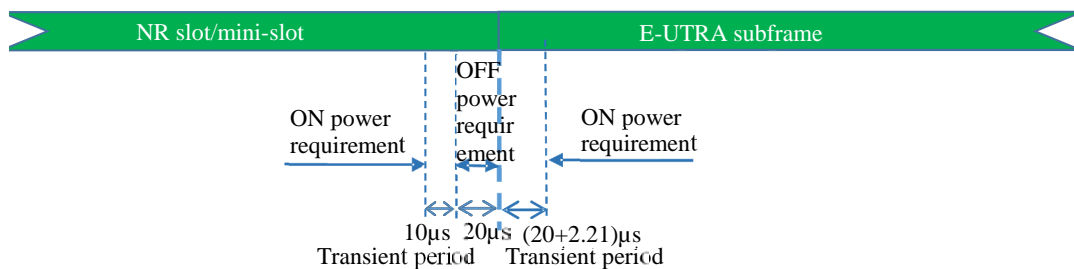 NR slot/mini-slot
E-UTRA subframe
OFF
power
requir
ement
ON power
requirement
ON power
requirement
10μs
20μs
(20+2.21)μs
Transient period
Transient period